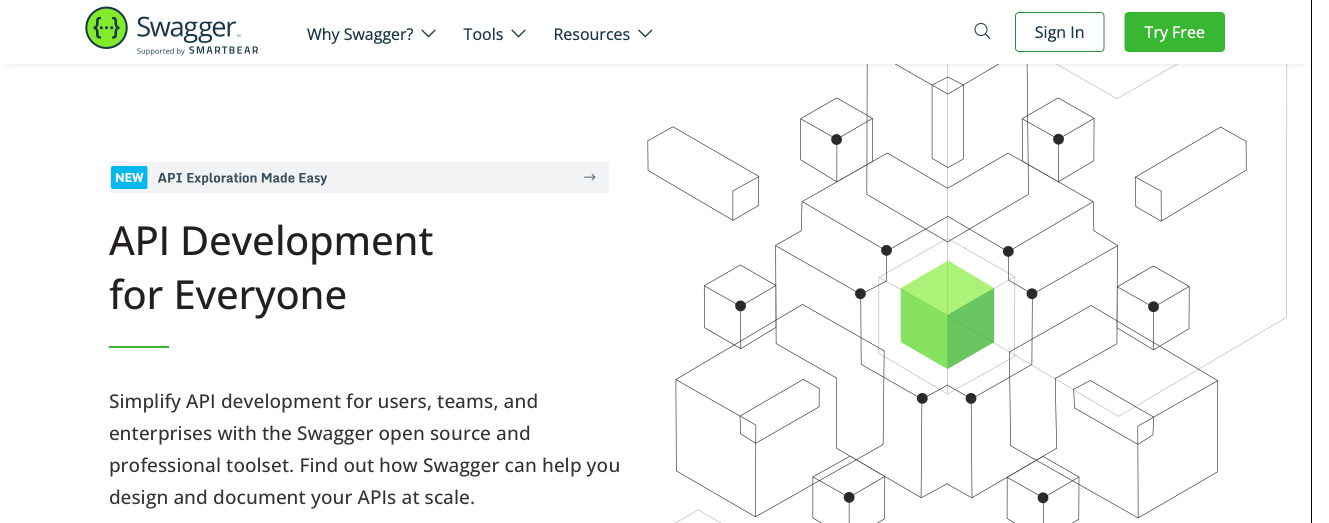 {···} Swagger™
Supported by SMARTBEAR
Why Swagger?
Tools
Resources
Sign In
Try Free
NEW API Exploration Made Easy →
API Development
for Everyone
Simplify API development for users, teams, and
enterprises with the Swagger open source and
professional toolset. Find out how Swagger can help you
design and document your APIs at scale.